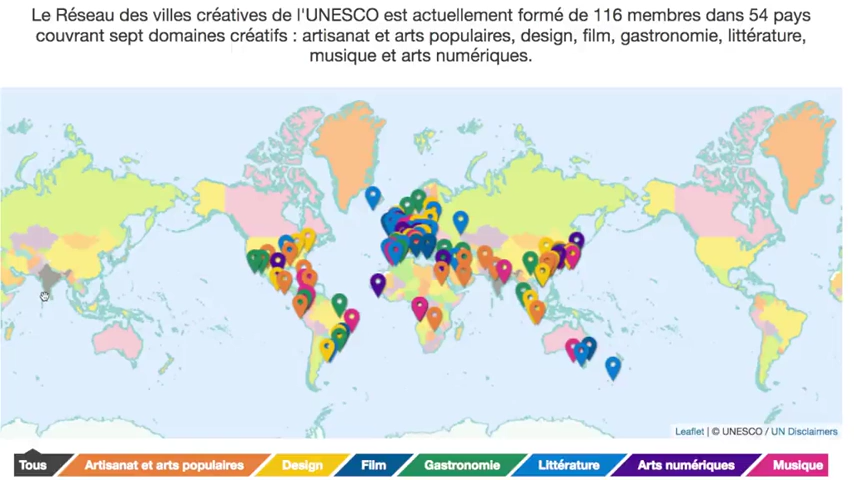 Le Réseau des villes créatives de l'UNESCO est actuellement formé de 116 membres dans 54 pays
couvrant sept domaines créatifs : artisanat et arts populaires, design, film, gastronomie, littérature,
musique et arts numériques.
Leaflet | © UNESCO / UN Disclaimers
Tous Artisanat et arts populaires Design Film Gastronomie Littérature Arts numériques Musique